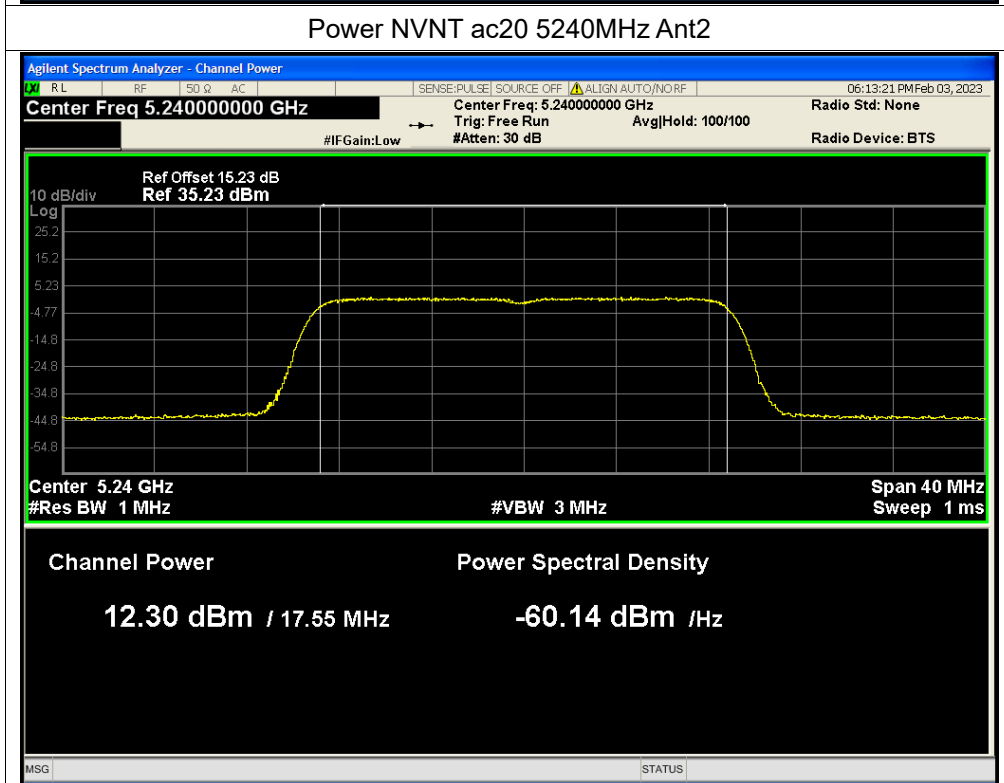 Power NVNT ac20 5240MHz Ant2
Agilent Spectrum Analyzer - Channel Power
LXI RL RF 50 Ω AC SENSE:PULSE SOURCE OFF ALIGN AUTO/NO RF 06:13:21 PM Feb 03, 2023
Center Freq 5.240000000 GHz Center Freq: 5.240000000 GHz Radio Std: None
Trig: Free Run Avg|Hold: 100/100
#IFGain:Low #Atten: 30 dB Radio Device: BTS
Ref Offset 15.23 dB
10 dB/div Ref 35.23 dBm
Log
25.2
15.2
5.23
-4.77
-14.8
-24.8
-34.8
-44.8
-54.8
Center 5.24 GHz Span 40 MHz
#Res BW 1 MHz #VBW 3 MHz Sweep 1 ms
Channel Power Power Spectral Density
12.30 dBm / 17.55 MHz -60.14 dBm /Hz
MSG STATUS